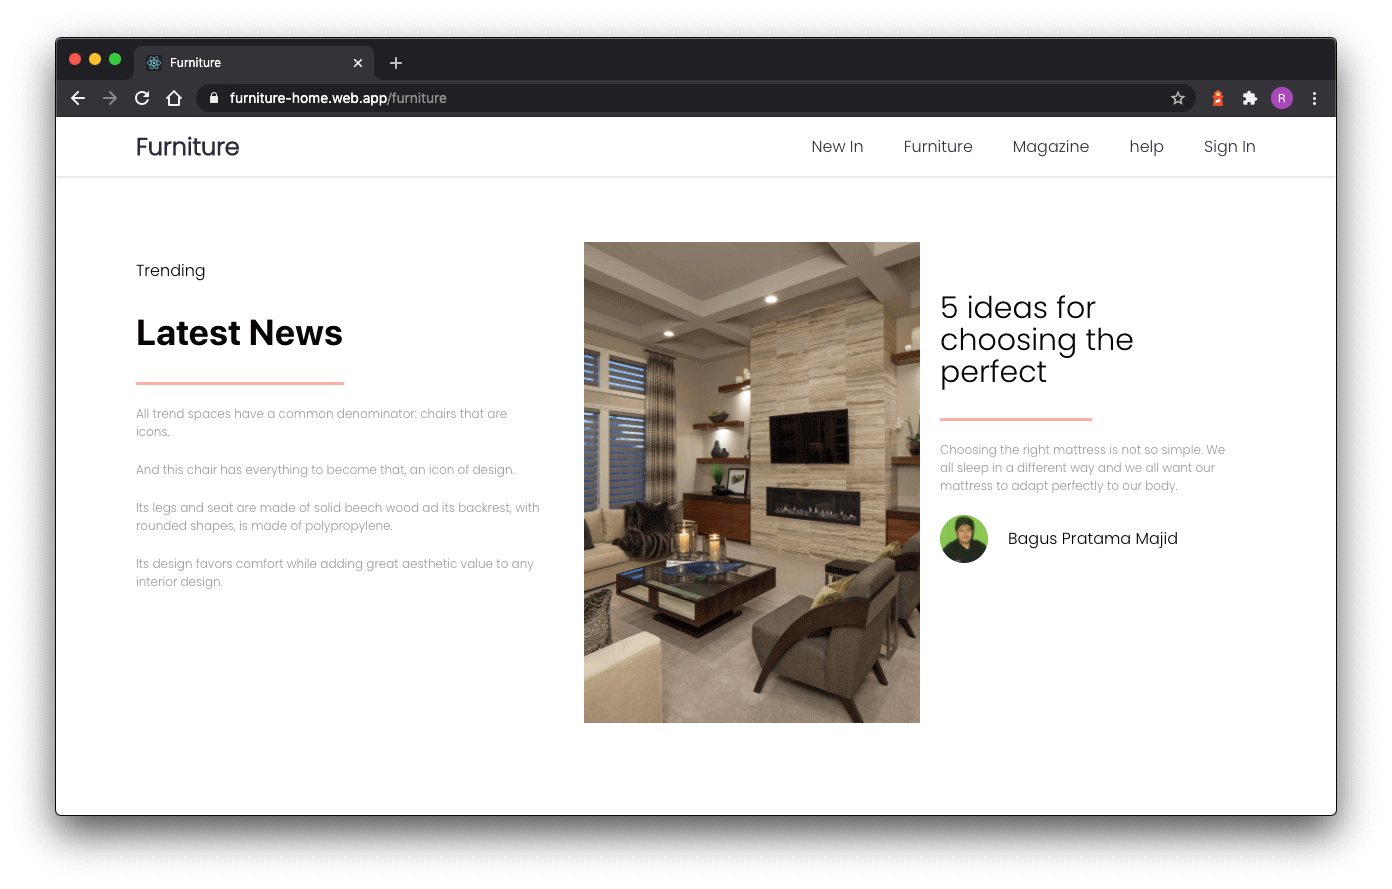 Furniture
furniture-home.web.app/furniture
R
Furniture
New In Furniture Magazine help Sign In
Trending
Latest News
All trend spaces have a common denominator: chairs that are
icons.
And this chair has everything to become that, an icon of design.
Its legs and seat are made of solid beech wood ad its backrest, with
rounded shapes, is made of polypropylene.
Its design favors comfort while adding great aesthetic value to any
interior design.
5 ideas for
choosing the
perfect
Choosing the right mattress is not so simple. We
all sleep in a different way and we all want our
mattress to adapt perfectly to our body.
Bagus Pratama Majid